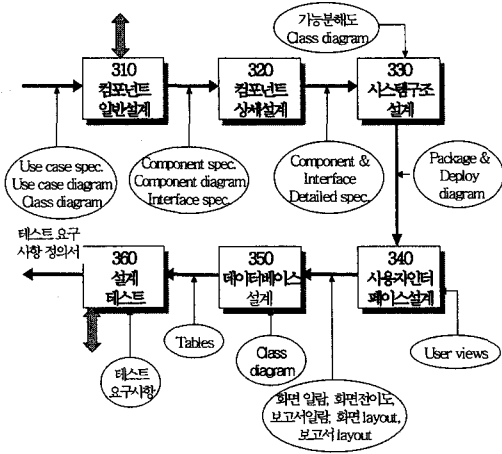 가능분해도
Class diagram
310
컴포넌트
일반설계
320
컴포넌트
상세설계
330
시스템구조
설계
Use case spec.
Use case diagram
Class diagram
Component spec.
Component diagram
Interface spec.
Component &
Interface
Detailed spec.
Package &
Deploy
diagram
테스트 요구
사항 정의서
360
설계
테스트
350
데이터베이스
설계
340
사용자인터
페이스설계
테스트
요구사항
Tables
Class
diagram
화면 일람, 화면전이도,
보고서일람, 화면 layout,
보고서 layout
User views